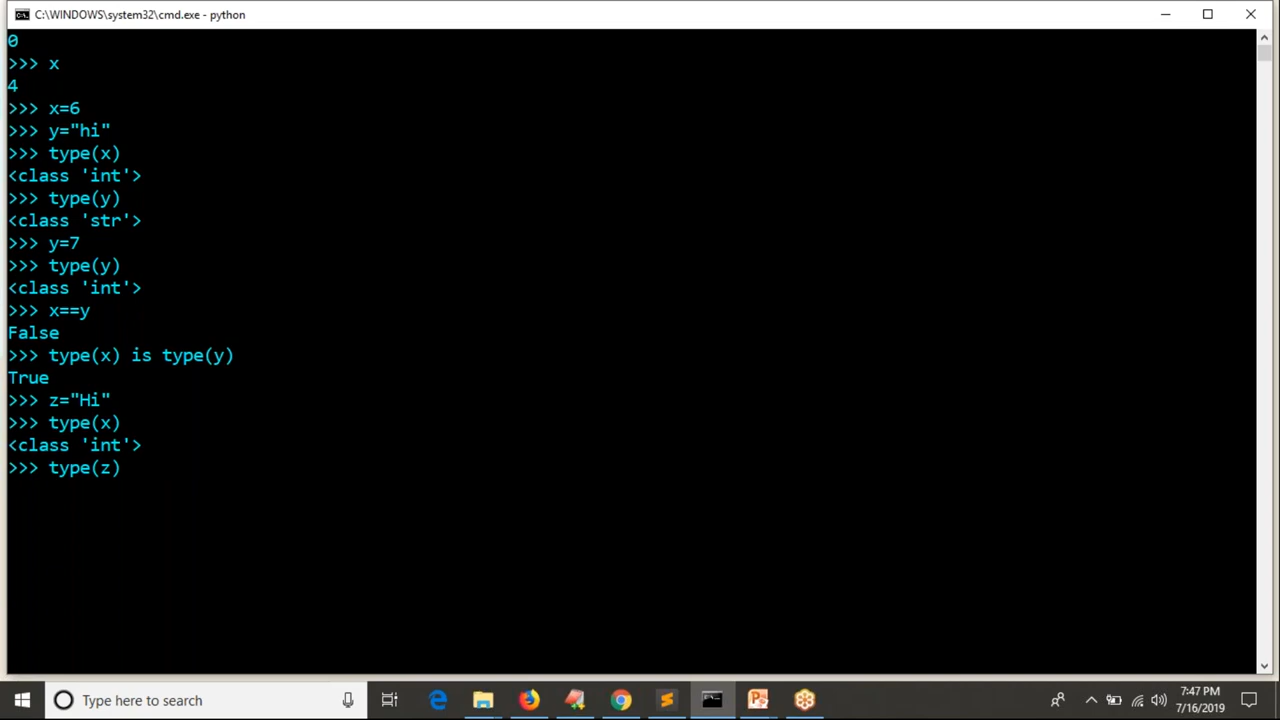 C:\WINDOWS\system32\cmd.exe - python
0
>>> x
4
>>> x=6
>>> y="hi"
>>> type(x)
<class 'int'>
>>> type(y)
<class 'str'>
>>> y=7
>>> type(y)
<class 'int'>
>>> x==y
False
>>> type(x) is type(y)
True
>>> z="Hi"
>>> type(x)
<class 'int'>
>>> type(z)
Type here to search
7:47 PM
7/16/2019